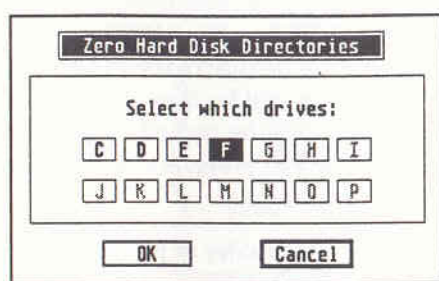 Zero Hard Disk Directories
Select which drives:
C D E F G H I
J K L M N O P
OK Cancel